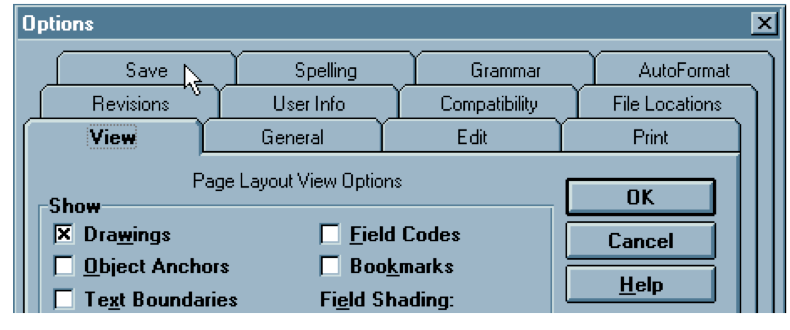 Options
Save Spelling Grammar AutoFormat
Revisions User Info Compatibility File Locations
View General Edit Print
Page Layout View Options
Show
OK
Drawings Field Codes
Cancel
Object Anchors Bookmarks
Help
Text Boundaries Field Shading: